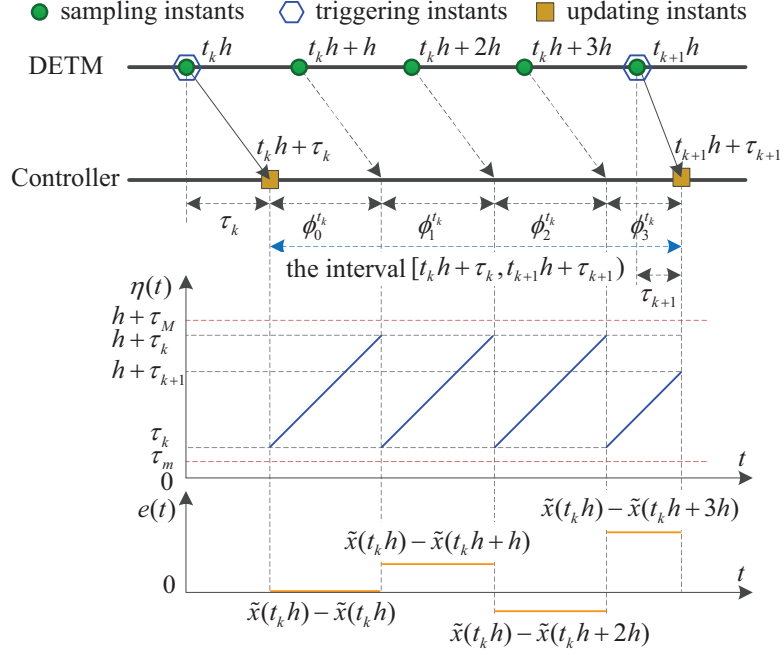 sampling instants triggering instants updating instants
DETM t_k h t_k h + h t_k h + 2h t_k h + 3h t_{k+1} h
t_k h + τ_k t_{k+1} h + τ_{k+1}
Controller
τ_k ϕ_0^{t_k} ϕ_1^{t_k} ϕ_2^{t_k} ϕ_3^{t_k}
the interval [t_k h + τ_k, t_{k+1} h + τ_{k+1})
τ_{k+1}
η(t)
h + τ_M
h + τ_k
h + τ_{k+1}
τ_k
τ_m
0 t
e(t)
x̃(t_k h) − x̃(t_k h + 3h)
x̃(t_k h) − x̃(t_k h + h)
0 t
x̃(t_k h) − x̃(t_k h)
x̃(t_k h) − x̃(t_k h + 2h)